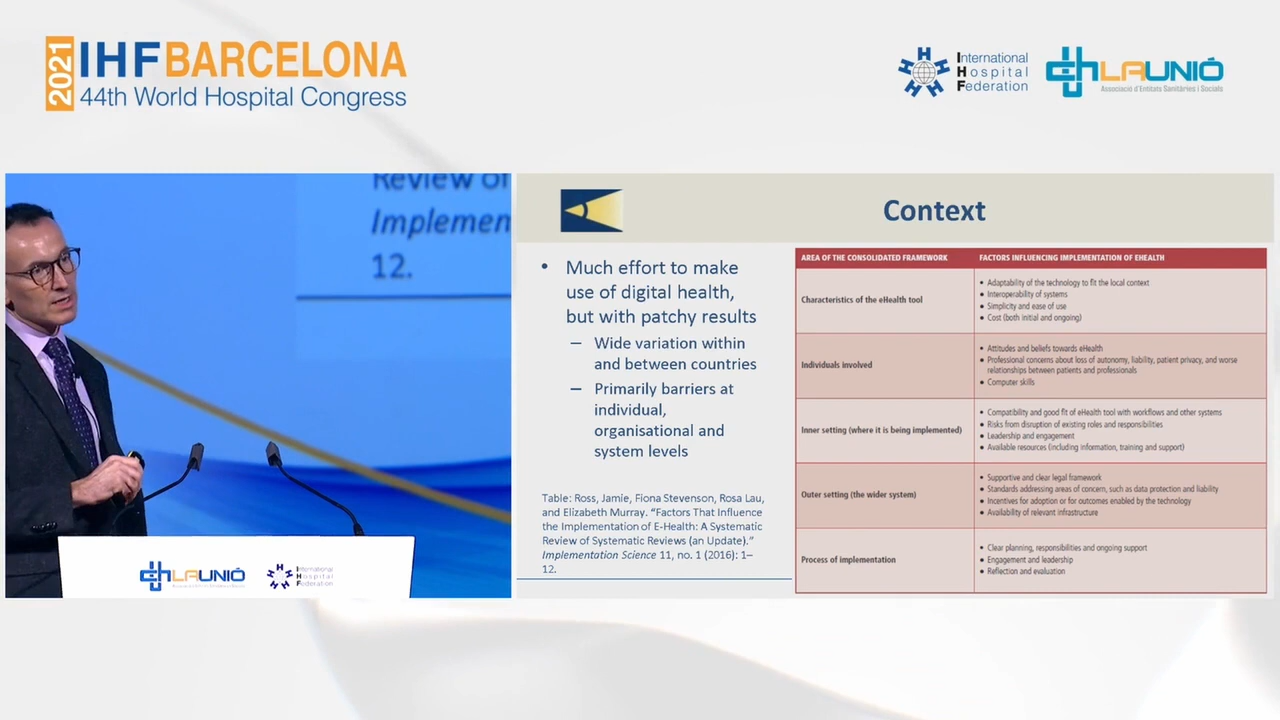 2021
IHF BARCELONA
44th World Hospital Congress
International
Hospital
Federation
LAUNIÓ
Associació d'Entitats Sanitàries i Socials
Review of
Implemen
12.
LAUNIÓ
International
Hospital
Federation
Context
• Much effort to make
use of digital health,
but with patchy results
– Wide variation within
and between countries
– Primarily barriers at
individual,
organisational and
system levels
Table: Ross, Jamie, Fiona Stevenson, Rosa Lau,
and Elizabeth Murray. “Factors That Influence
the Implementation of E-Health: A Systematic
Review of Systematic Reviews (an Update).”
Implementation Science 11, no. 1 (2016): 1–
12.
AREA OF THE CONSOLIDATED FRAMEWORK
FACTORS INFLUENCING IMPLEMENTATION OF EHEALTH
Characteristics of the eHealth tool
• Adaptability of the technology to fit the local context
• Interoperability of systems
• Simplicity and ease of use
• Cost (both initial and ongoing)
Individuals involved
• Attitudes and beliefs towards eHealth
• Professional concerns about loss of autonomy, liability, patient privacy, and worse
relationships between patients and professionals
• Computer skills
Inner setting (where it is being implemented)
• Compatibility and good fit of eHealth tool with workflows and other systems
• Risks from disruption of existing roles and responsibilities
• Leadership and engagement
• Available resources (including information, training and support)
Outer setting (the wider system)
• Supportive and clear legal framework
• Standards addressing areas of concern, such as data protection and liability
• Incentives for adoption or for outcomes enabled by the technology
• Availability of relevant infrastructure
Process of implementation
• Clear planning, responsibilities and ongoing support
• Engagement and leadership
• Reflection and evaluation